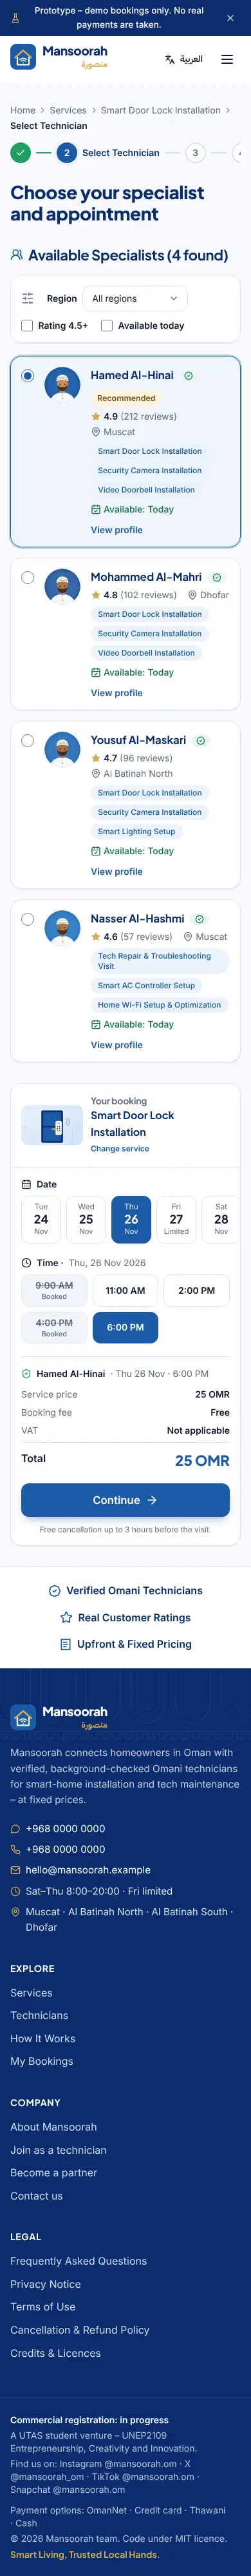 Prototype – demo bookings only. No real
payments are taken.
Mansoorah
منصورة
العربية
Home > Services > Smart Door Lock Installation >
Select Technician
2 Select Technician 3
Choose your specialist
and appointment
Available Specialists (4 found)
Region All regions
Rating 4.5+ Available today
Hamed Al-Hinai
Recommended
4.9 (212 reviews)
Muscat
Smart Door Lock Installation
Security Camera Installation
Video Doorbell Installation
Available: Today
View profile
Mohammed Al-Mahri
4.8 (102 reviews) Dhofar
Smart Door Lock Installation
Security Camera Installation
Video Doorbell Installation
Available: Today
View profile
Yousuf Al-Maskari
4.7 (96 reviews)
Al Batinah North
Smart Door Lock Installation
Security Camera Installation
Smart Lighting Setup
Available: Today
View profile
Nasser Al-Hashmi
4.6 (57 reviews) Muscat
Tech Repair & Troubleshooting
Visit
Smart AC Controller Setup
Home Wi-Fi Setup & Optimization
Available: Today
View profile
Your booking
Smart Door Lock
Installation
Change service
Date
Tue Wed Thu Fri Sat
24 25 26 27 28
Nov Nov Nov Limited Nov
Time · Thu, 26 Nov 2026
9:00 AM 11:00 AM 2:00 PM
Booked
4:00 PM 6:00 PM
Booked
Hamed Al-Hinai · Thu 26 Nov · 6:00 PM
Service price 25 OMR
Booking fee Free
VAT Not applicable
Total 25 OMR
Continue →
Free cancellation up to 3 hours before the visit.
Verified Omani Technicians
Real Customer Ratings
Upfront & Fixed Pricing
Mansoorah
منصورة
Mansoorah connects homeowners in Oman with
verified, background-checked Omani technicians
for smart-home installation and tech maintenance
– at fixed prices.
+968 0000 0000
+968 0000 0000
hello@mansoorah.example
Sat–Thu 8:00–20:00 · Fri limited
Muscat · Al Batinah North · Al Batinah South ·
Dhofar
EXPLORE
Services
Technicians
How It Works
My Bookings
COMPANY
About Mansoorah
Join as a technician
Become a partner
Contact us
LEGAL
Frequently Asked Questions
Privacy Notice
Terms of Use
Cancellation & Refund Policy
Credits & Licences
Commercial registration: in progress
A UTAS student venture – UNEP2109
Entrepreneurship, Creativity and Innovation.
Find us on: Instagram @mansoorah.om · X
@mansoorah_om · TikTok @mansoorah.om ·
Snapchat @mansoorah.om
Payment options: OmanNet · Credit card · Thawani
· Cash
© 2026 Mansoorah team. Code under MIT licence.
Smart Living, Trusted Local Hands.